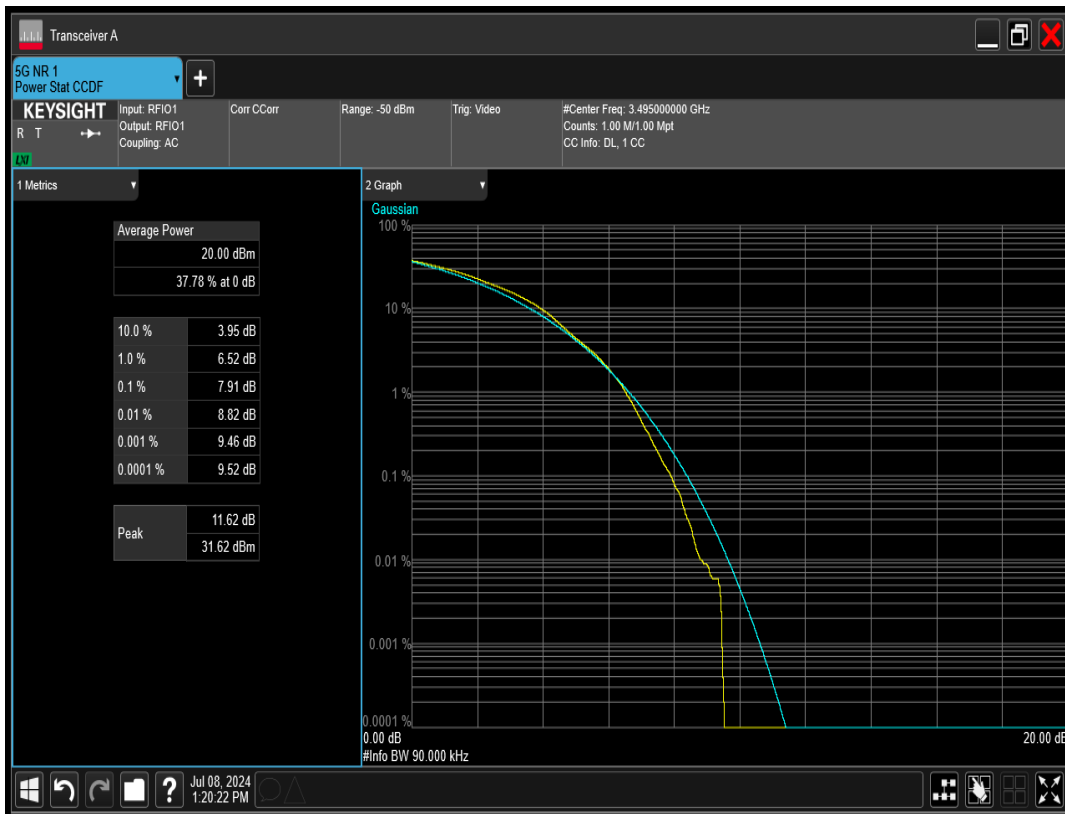 Transceiver A
5G NR 1
Power Stat CCDF
+
KEYSIGHT
R T
LXI
Input: RFIO1
Output: RFIO1
Coupling: AC
Corr CCorr
Range: -50 dBm
Trig: Video
#Center Freq: 3.495000000 GHz
Counts: 1.00 M/1.00 Mpt
CC Info: DL, 1 CC
1 Metrics
Average Power
20.00 dBm
37.78 % at 0 dB
10.0 % 3.95 dB
1.0 % 6.52 dB
0.1 % 7.91 dB
0.01 % 8.82 dB
0.001 % 9.46 dB
0.0001 % 9.52 dB
Peak
11.62 dB
31.62 dBm
2 Graph
Gaussian
100 %
10 %
1 %
0.1 %
0.01 %
0.001 %
0.0001 %
0.00 dB
20.00 dB
#Info BW 90.000 kHz
?
Jul 08, 2024
1:20:22 PM